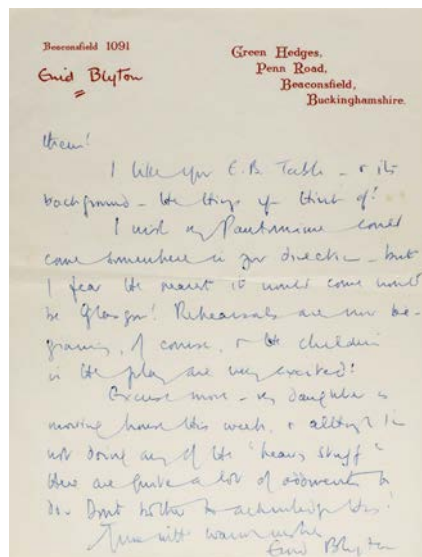 Beaconsfield 1091
Enid Blyton
Green Hedges,
Penn Road,
Beaconsfield,
Buckinghamshire.
them!
I like your E.B. Table – & its
background – the things you think of!
I wish my Pantomime could
come somewhere in your direction – but
I fear the nearest it would come would
be Glasgow! Rehearsals are now be-
ginning, of course, & the children
in the play are very excited!
Excuse more – my daughter is
moving house this week, & although I'm
not doing any of the "heavy stuff"
there are quite a lot of oddments to
do. Don't bother to acknowledge this!
with warm wishes
Enid Blyton